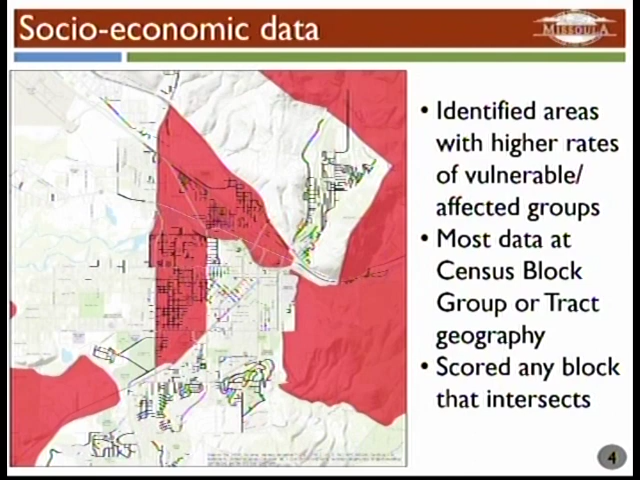 Socio-economic data
MISSOULA
• Identified areas
with higher rates
of vulnerable/
affected groups
• Most data at
Census Block
Group or Tract
geography
• Scored any block
that intersects
4